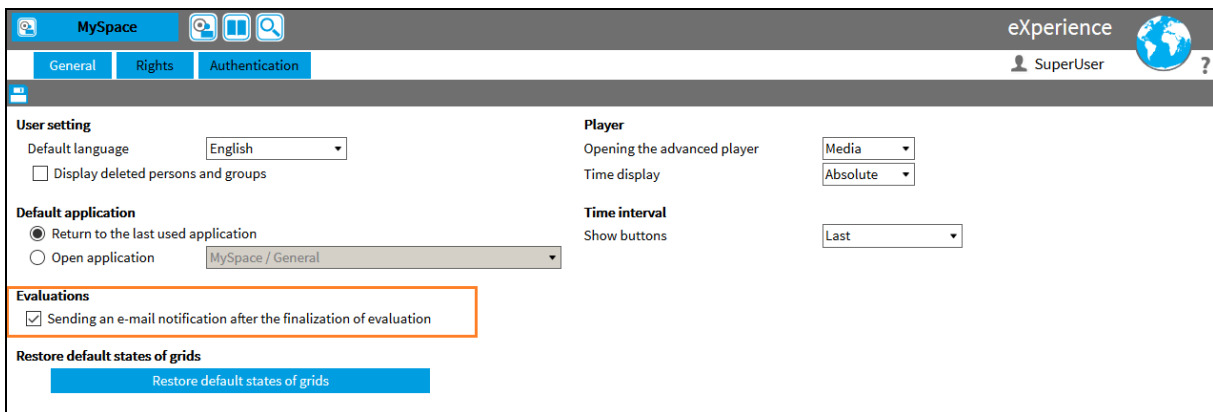 MySpace
eXperience
General Rights Authentication
SuperUser
?
User setting
Default language English
Display deleted persons and groups
Default application
Return to the last used application
Open application MySpace / General
Evaluations
Sending an e-mail notification after the finalization of evaluation
Restore default states of grids
Restore default states of grids
Player
Opening the advanced player Media
Time display Absolute
Time interval
Show buttons Last